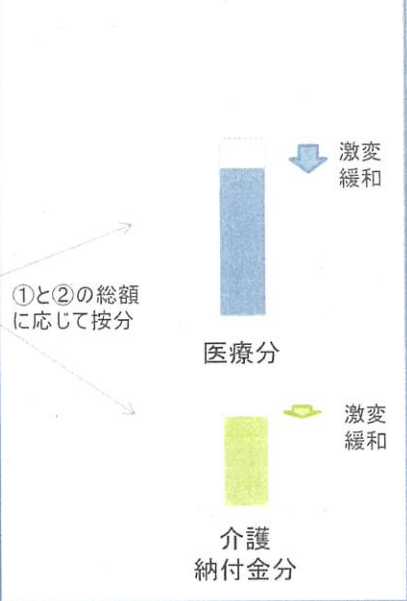 激変
緩和
①と②の総額
に応じて按分
医療分
激変
緩和
介護
納付金分